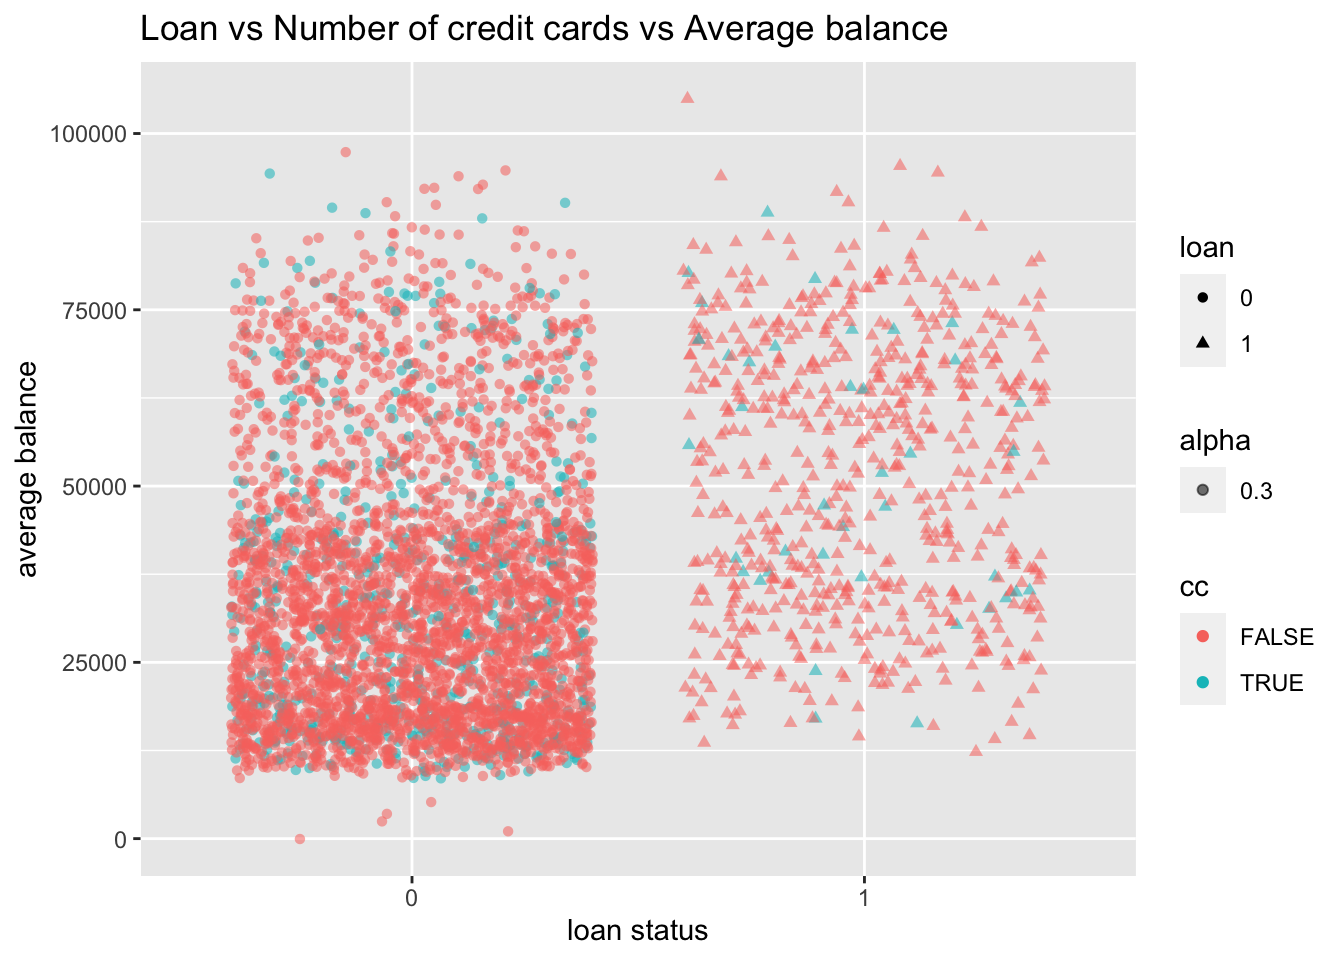 Loan vs Number of credit cards vs Average balance
average balance
100000
75000
50000
25000
0
0
1
loan status
loan
0
1
alpha
0.3
cc
FALSE
TRUE